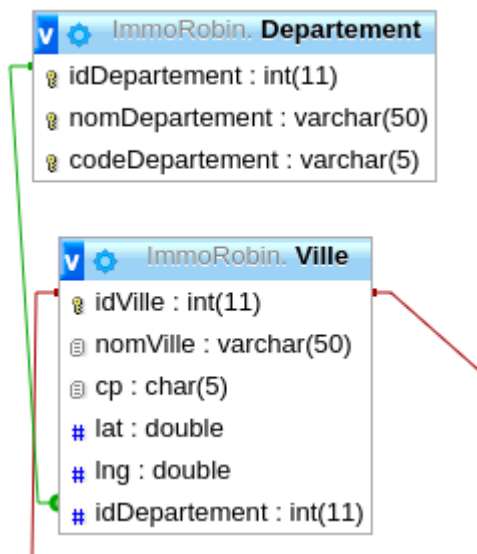 v ImmoRobin. Departement
idDepartement : int(11)
nomDepartement : varchar(50)
codeDepartement : varchar(5)
v ImmoRobin. Ville
idVille : int(11)
nomVille : varchar(50)
cp : char(5)
# lat : double
# lng : double
# idDepartement : int(11)